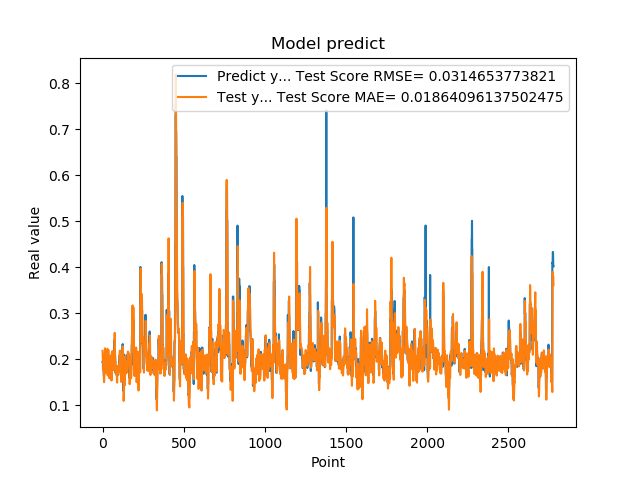 Model predict
Predict y... Test Score RMSE= 0.0314653773821
Test y... Test Score MAE= 0.01864096137502475
0.8
0.7
0.6
0.5
0.4
0.3
0.2
0.1
Real value
0 500 1000 1500 2000 2500
Point